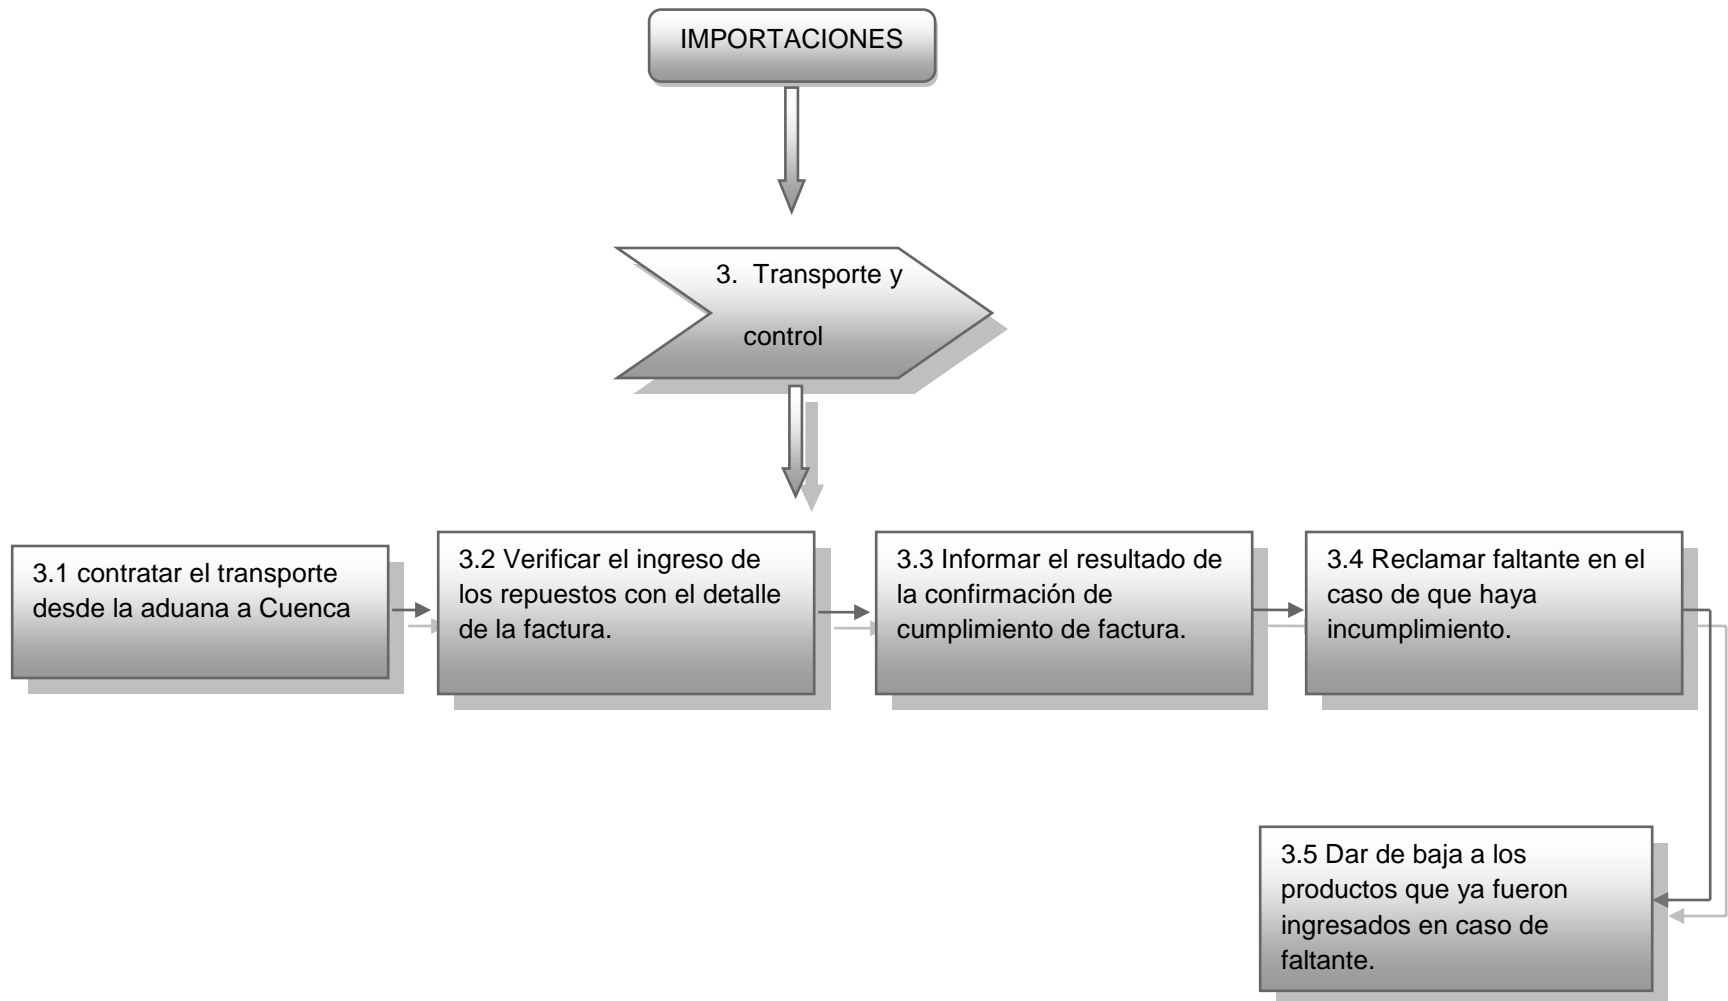 IMPORTACIONES
3. Transporte y
control
3.1 contratar el transporte
desde la aduana a Cuenca
3.2 Verificar el ingreso de
los repuestos con el detalle
de la factura.
3.3 Informar el resultado de
la confirmación de
cumplimiento de factura.
3.4 Reclamar faltante en el
caso de que haya
incumplimiento.
3.5 Dar de baja a los
productos que ya fueron
ingresados en caso de
faltante.